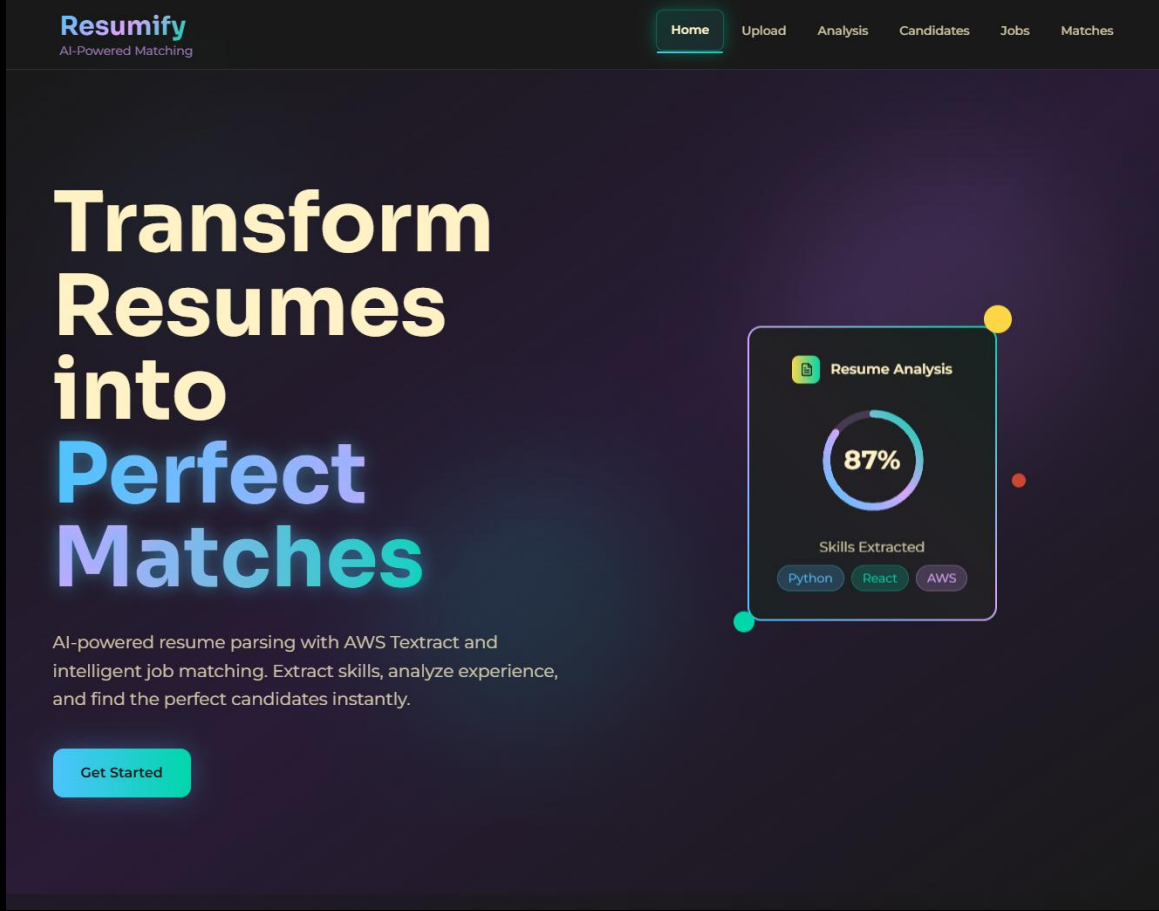 Resumify
AI-Powered Matching
Home Upload Analysis Candidates Jobs Matches
Transform
Resumes
into
Perfect
Matches
AI-powered resume parsing with AWS Textract and
intelligent job matching. Extract skills, analyze experience,
and find the perfect candidates instantly.
Get Started
Resume Analysis
87%
Skills Extracted
Python React AWS